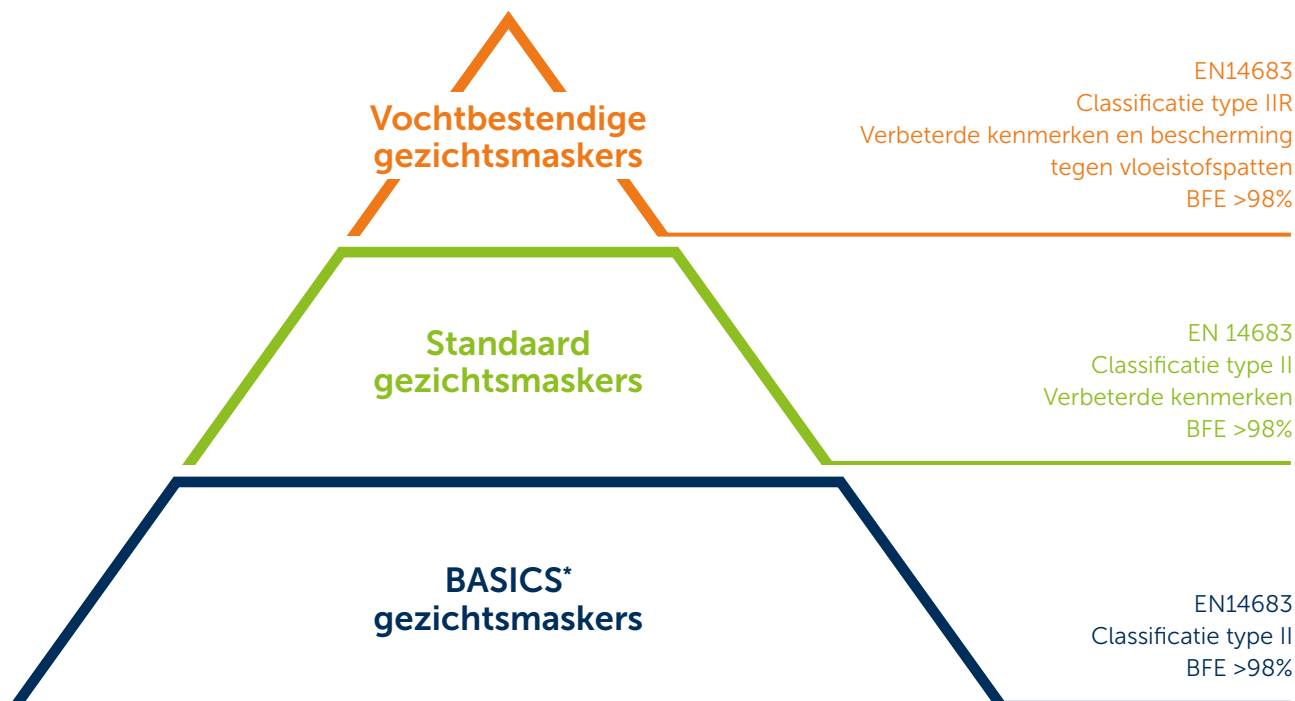 Vochtbestendige
gezichtsmaskers
EN14683
Classificatie type IIR
Verbeterde kenmerken en bescherming
tegen vloeistofspatten
BFE >98%
Standaard
gezichtsmaskers
EN 14683
Classificatie type II
Verbeterde kenmerken
BFE >98%
BASICS*
gezichtsmaskers
EN14683
Classificatie type II
BFE >98%